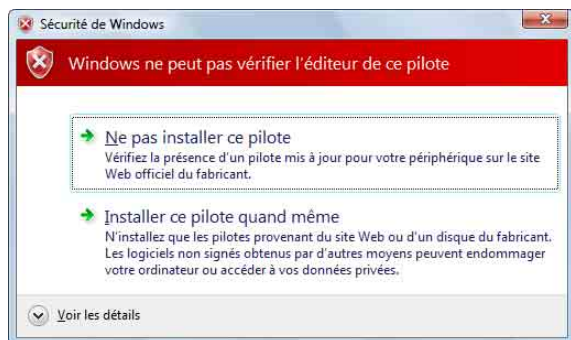 Sécurité de Windows
Windows ne peut pas vérifier l'éditeur de ce pilote
Ne pas installer ce pilote
Vérifiez la présence d'un pilote mis à jour pour votre périphérique sur le site
Web officiel du fabricant.
Installer ce pilote quand même
N'installez que les pilotes provenant du site Web ou d'un disque du fabricant.
Les logiciels non signés obtenus par d'autres moyens peuvent endommager
votre ordinateur ou accéder à vos données privées.
Voir les détails